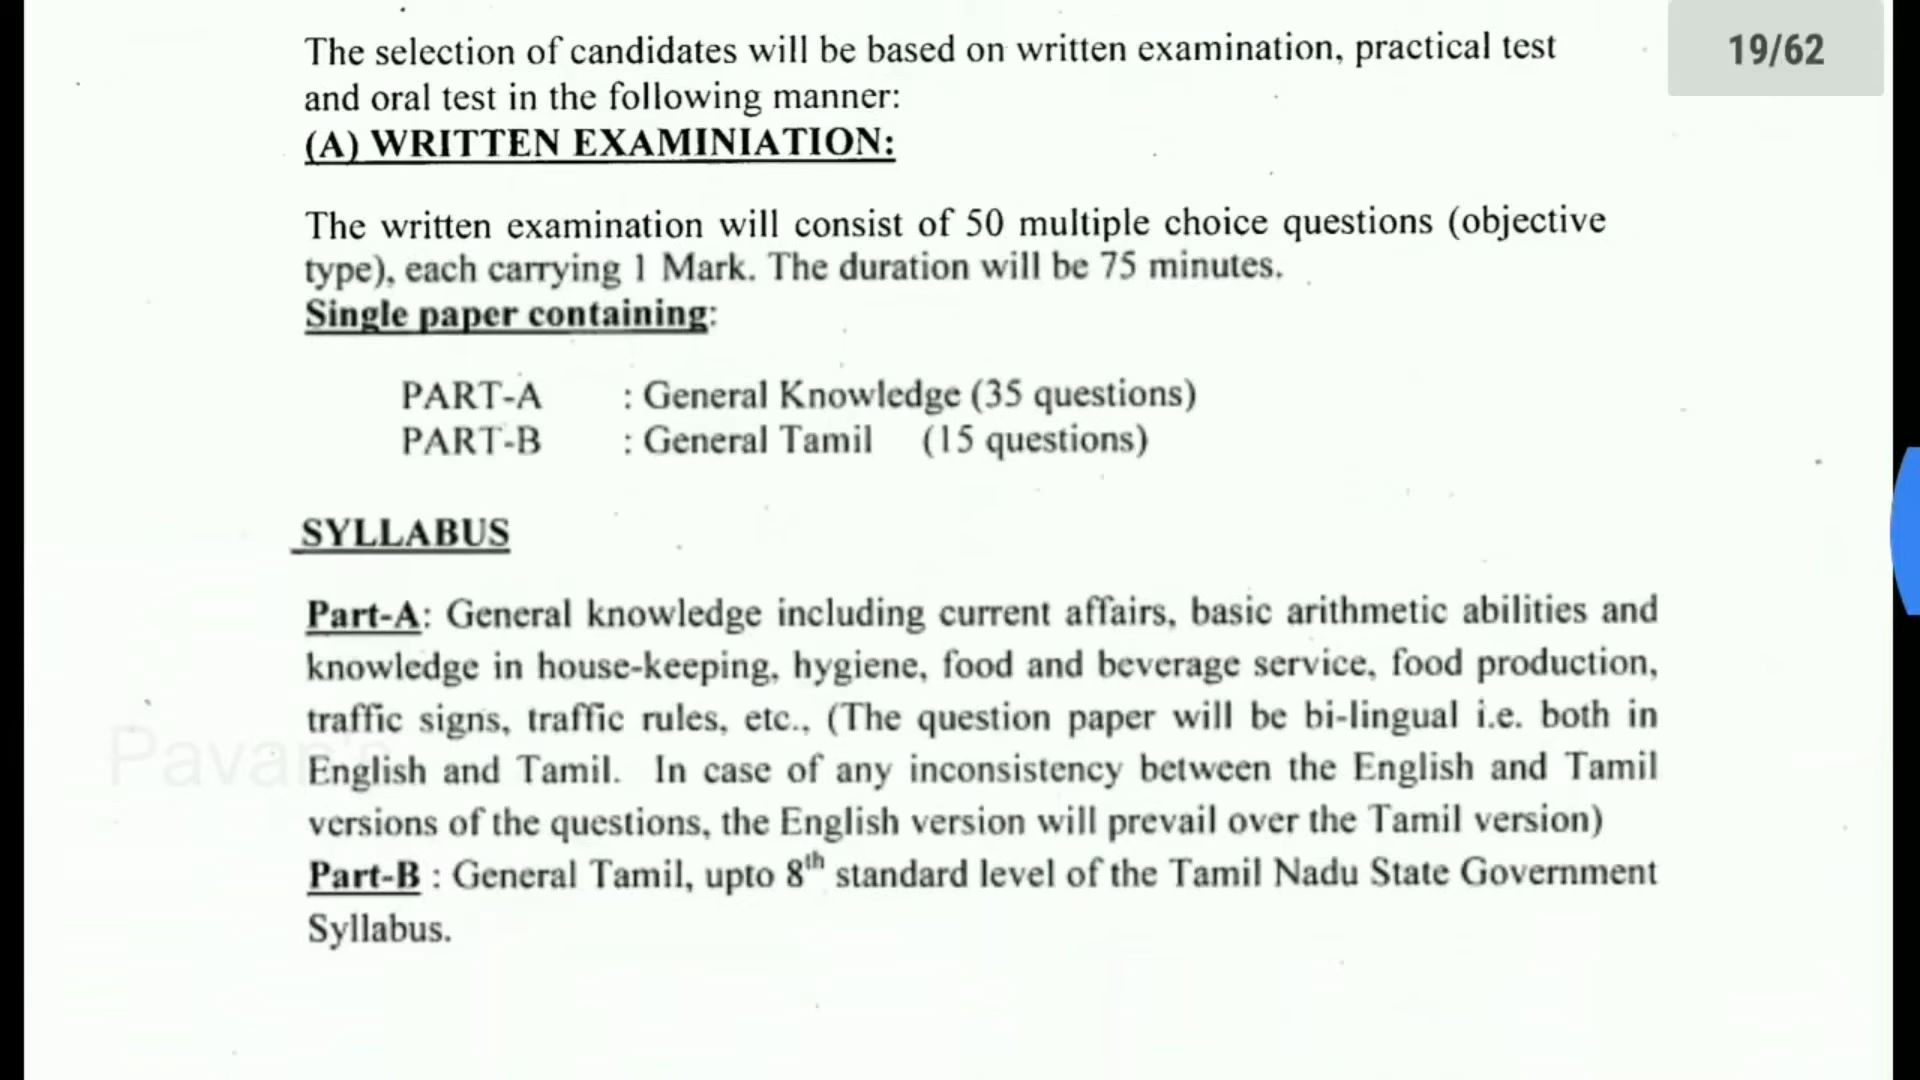 The selection of candidates will be based on written examination, practical test
19/62
and oral test in the following manner:
(A) WRITTEN EXAMINIATION:
The written examination will consist of 50 multiple choice questions (objective
type), each carrying 1 Mark. The duration will be 75 minutes.
Single paper containing:
PART-A : General Knowledge (35 questions)
PART-B : General Tamil (15 questions)
SYLLABUS
Part-A: General knowledge including current affairs, basic arithmetic abilities and
knowledge in house-keeping, hygiene, food and beverage service, food production,
traffic signs, traffic rules, etc., (The question paper will be bi-lingual i.e. both in
Pavan's
English and Tamil. In case of any inconsistency between the English and Tamil
versions of the questions, the English version will prevail over the Tamil version)
Part-B : General Tamil, upto 8th standard level of the Tamil Nadu State Government
Syllabus.